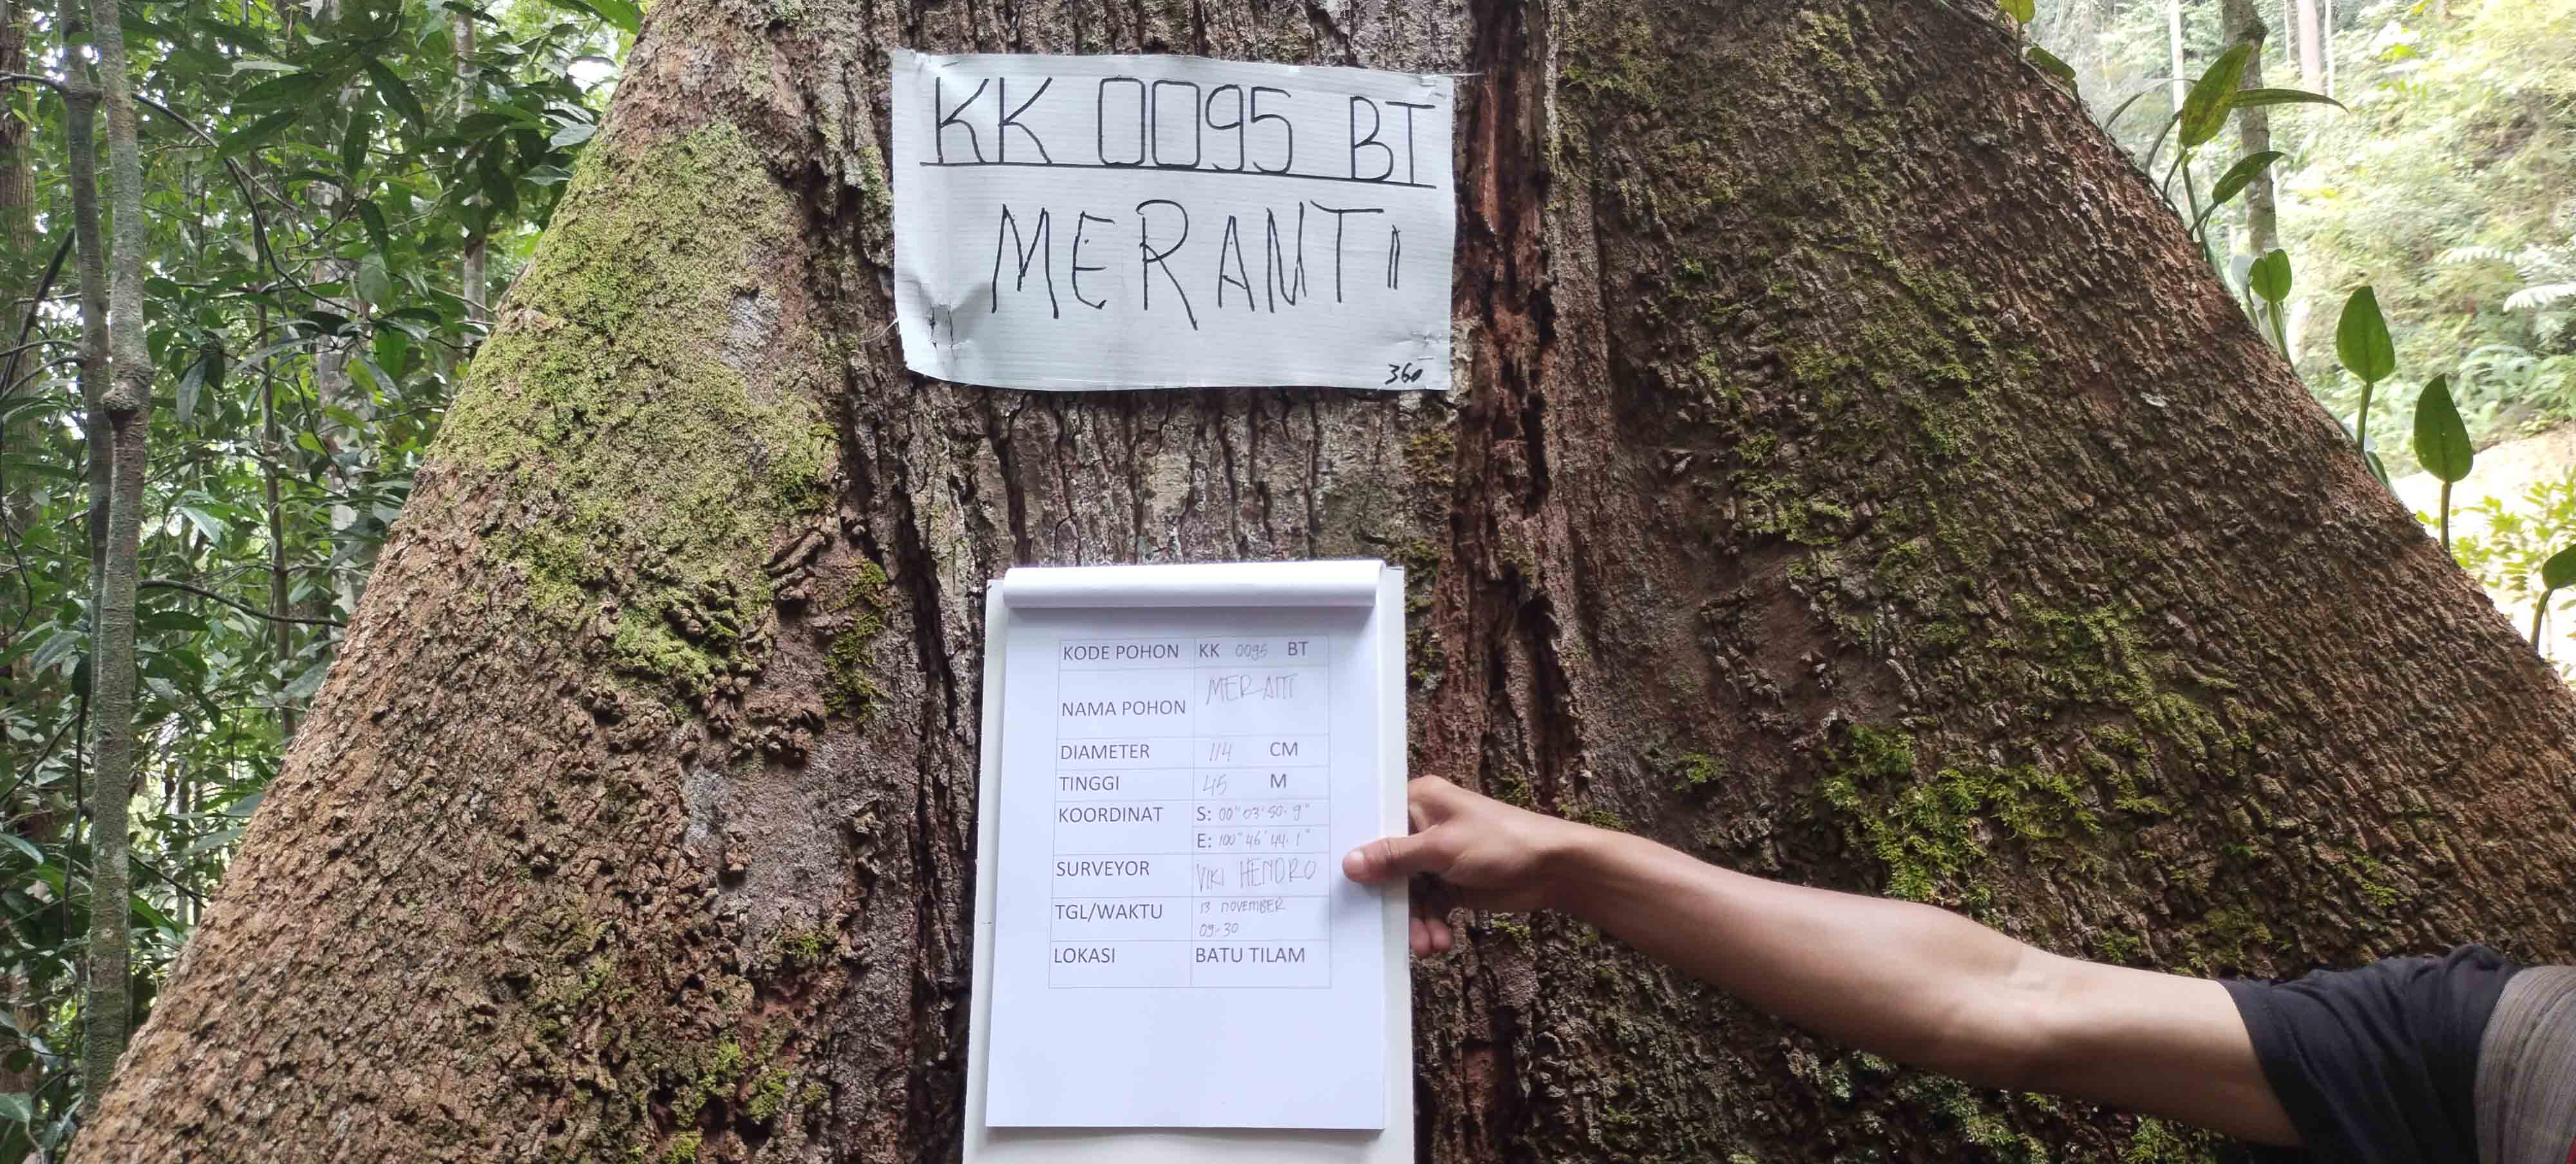 KK 0095 BT
MERANTI
360
KODE POHON KK 0095 BT
NAMA POHON MERANTI
DIAMETER 114 CM
TINGGI 45 M
KOORDINAT S: 00° 03' 50.9"
E: 100° 46' 44.1"
SURVEYOR VIKI HENDRO
TGL/WAKTU 13 NOVEMBER
09-30
LOKASI BATU TILAM